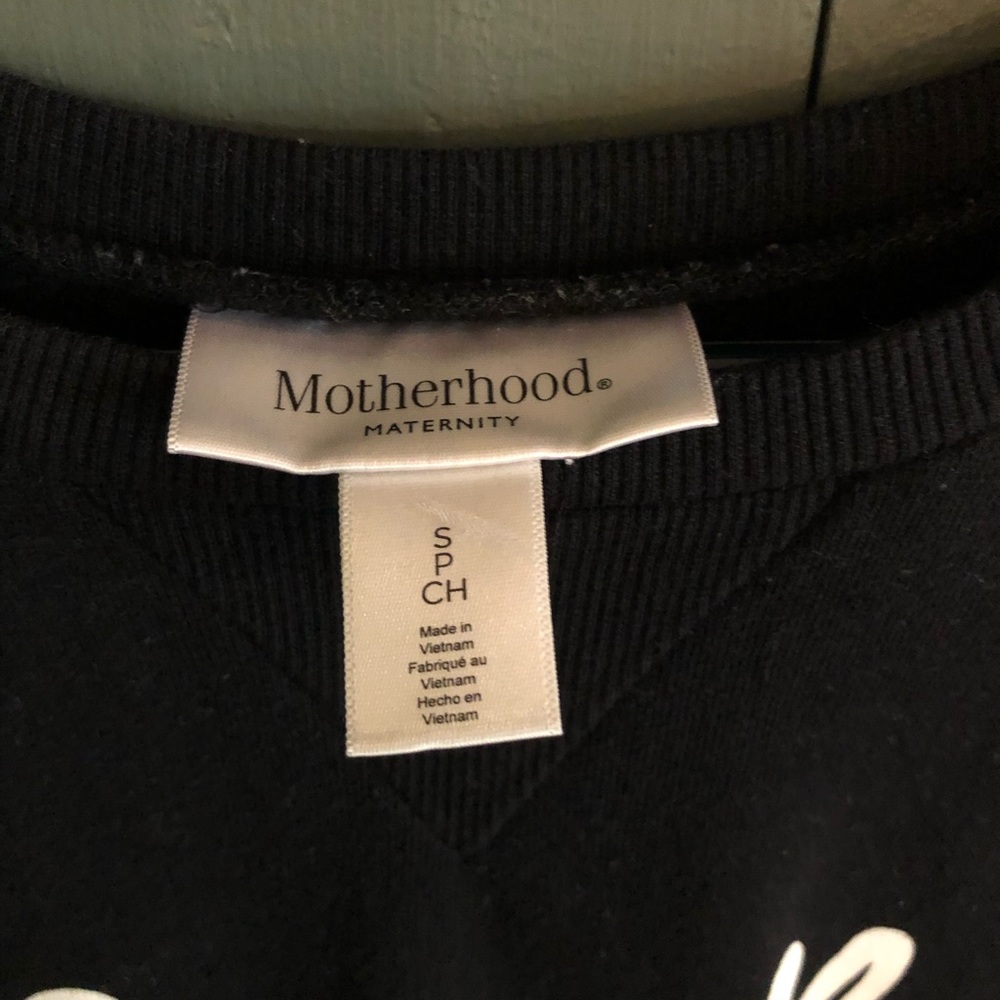 Motherhood®
MATERNITY
S
P
CH
Made in
Vietnam
Fabriqué au
Vietnam
Hecho en
Vietnam